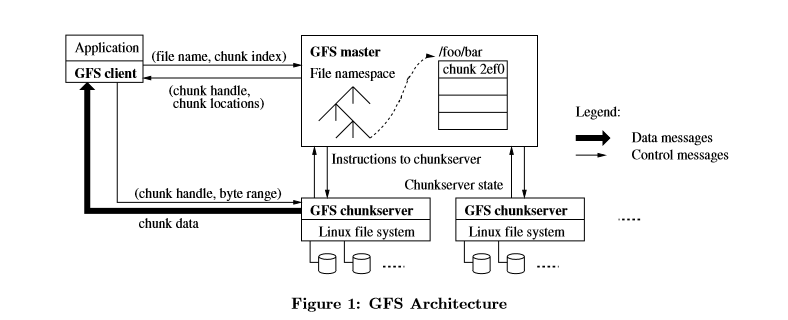 Application
GFS client
(file name, chunk index)
(chunk handle,
chunk locations)
GFS master
File namespace
/foo/bar
chunk 2ef0
Legend:
Data messages
Control messages
Instructions to chunkserver
Chunkserver state
(chunk handle, byte range)
chunk data
GFS chunkserver
Linux file system
GFS chunkserver
Linux file system
Figure 1: GFS Architecture